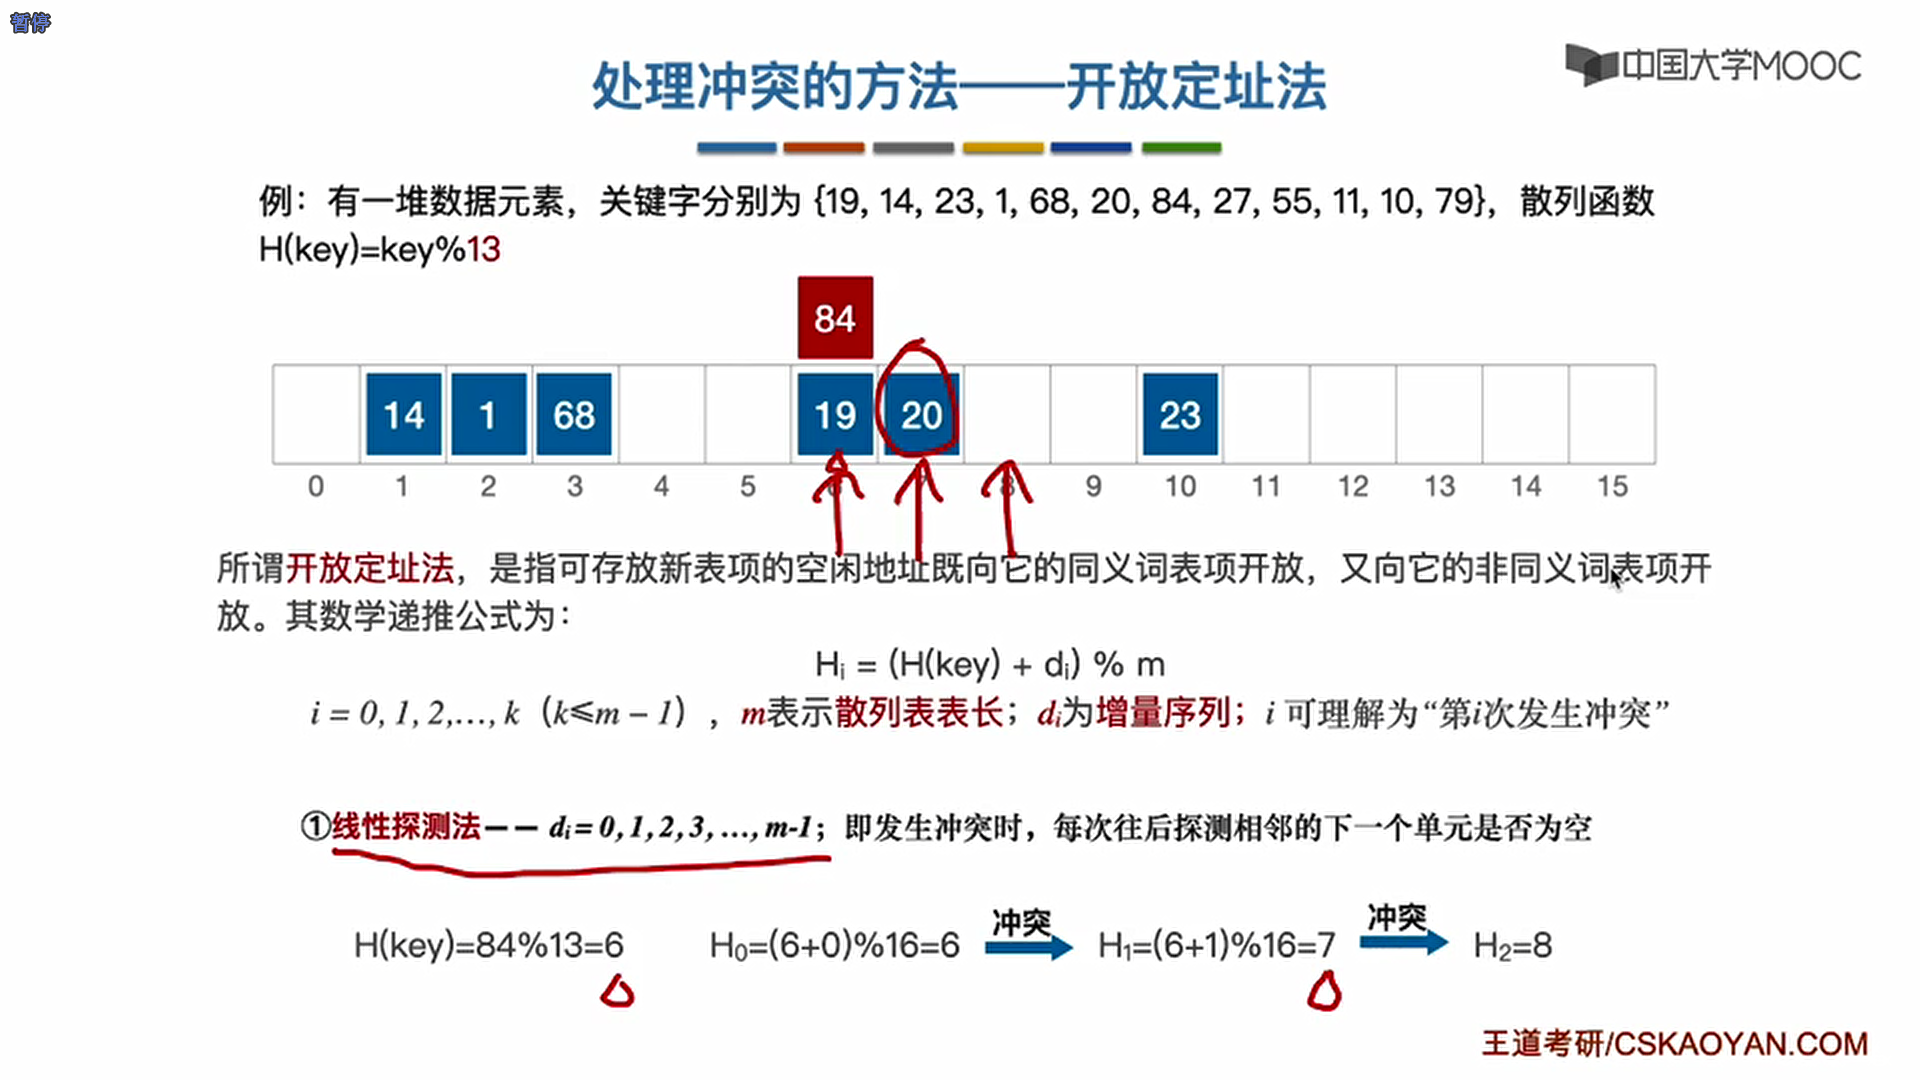 暂停
中国大学MOOC
处理冲突的方法——开放定址法
例：有一堆数据元素，关键字分别为 {19, 14, 23, 1, 68, 20, 84, 27, 55, 11, 10, 79}，散列函数
H(key)=key%13
84
14 1 68 19 20 23
0 1 2 3 4 5 6 7 8 9 10 11 12 13 14 15
所谓开放定址法，是指可存放新表项的空闲地址既向它的同义词表项开放，又向它的非同义词表项开
放。其数学递推公式为：
Hᵢ = (H(key) + dᵢ) % m
i = 0, 1, 2,…, k（k≤m – 1），m表示散列表表长；dᵢ为增量序列；i 可理解为“第i次发生冲突”
①线性探测法—— dᵢ = 0, 1, 2, 3, …, m-1；即发生冲突时，每次往后探测相邻的下一个单元是否为空
冲突 冲突
H(key)=84%13=6 H₀=(6+0)%16=6 H₁=(6+1)%16=7 H₂=8
王道考研/CSKAOYAN.COM